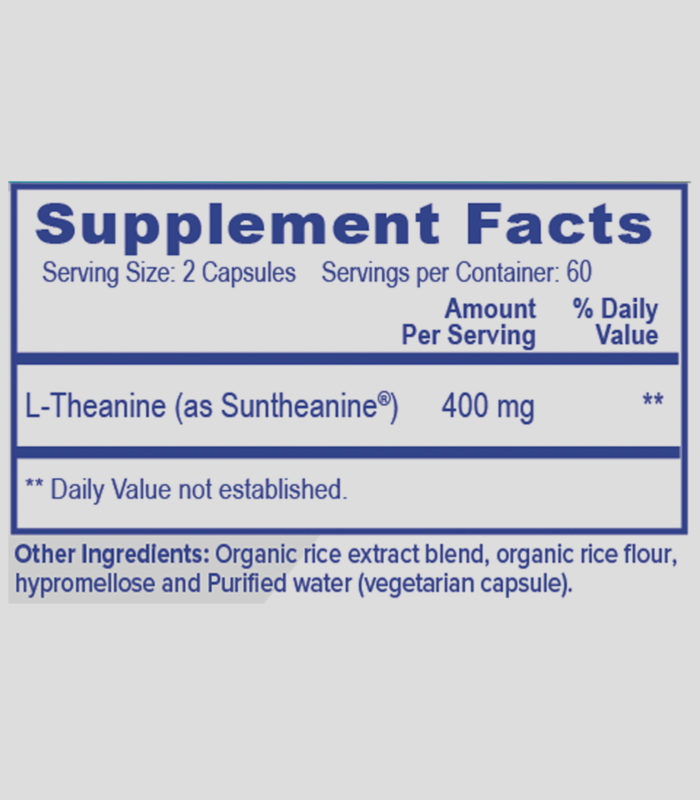 Supplement Facts
Serving Size: 2 Capsules Servings per Container: 60
Amount % Daily
Per Serving Value
L-Theanine (as Suntheanine®) 400 mg **
** Daily Value not established.
Other Ingredients: Organic rice extract blend, organic rice flour,
hypromellose and Purified water (vegetarian capsule).